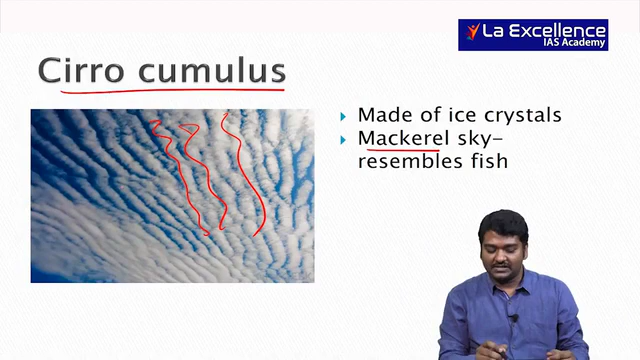 La Excellence
IAS Academy
Cirro cumulus
Made of ice crystals
Mackerel sky–
resembles fish